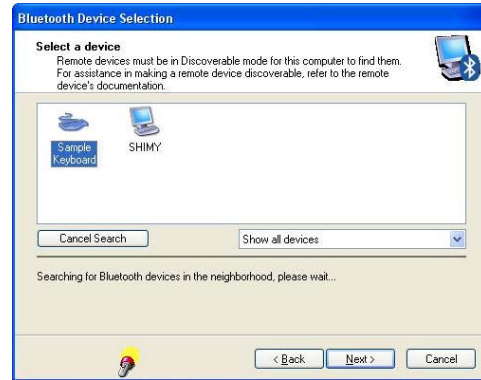 Bluetooth Device Selection
Select a device
Remote devices must be in Discoverable mode for this computer to find them.
For assistance in making a remote device discoverable, refer to the remote
device's documentation.
Sample
Keyboard
SHIMY
Cancel Search
Show all devices
Searching for Bluetooth devices in the neighborhood, please wait...
< Back
Next >
Cancel